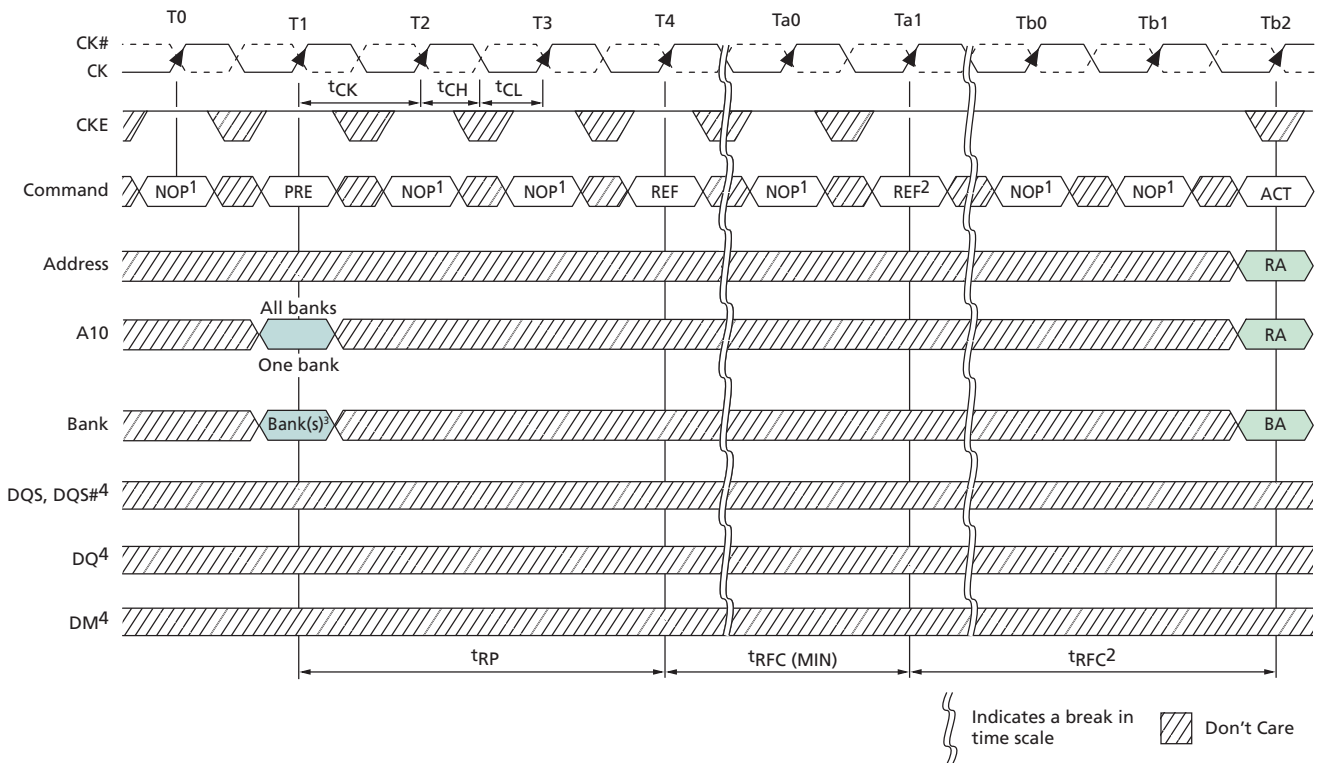 T0 T1 T2 T3 T4 Ta0 Ta1 Tb0 Tb1 Tb2
CK#
CK
tCK tCH tCL
CKE
Command NOP1 PRE NOP1 NOP1 REF NOP1 REF2 NOP1 NOP1 ACT
Address RA
All banks
A10 RA
One bank
Bank Bank(s)3 BA
DQS, DQS#4
DQ4
DM4
tRP tRFC (MIN) tRFC2
Indicates a break in
time scale
Don't Care